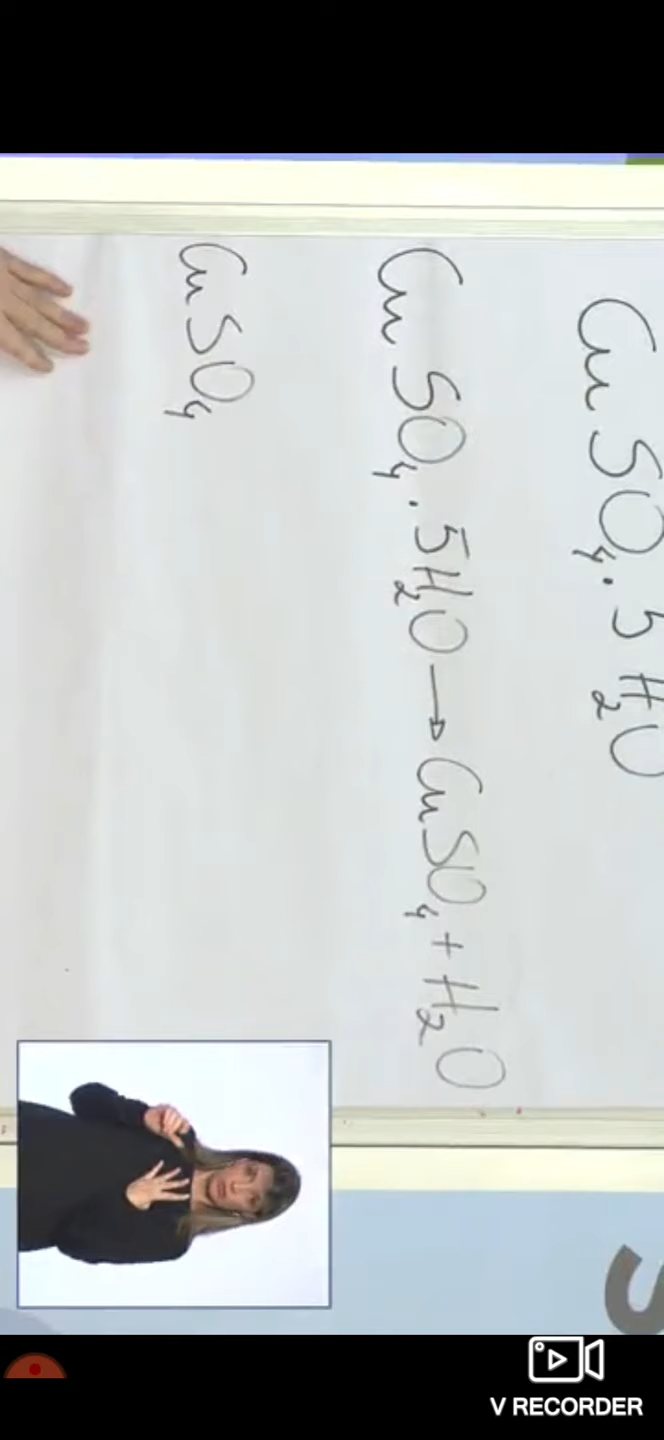 CuSO₄ . 5H₂O
CuSO₄ . 5H₂O → CuSO₄ + H₂O
CuSO₄
V RECORDER